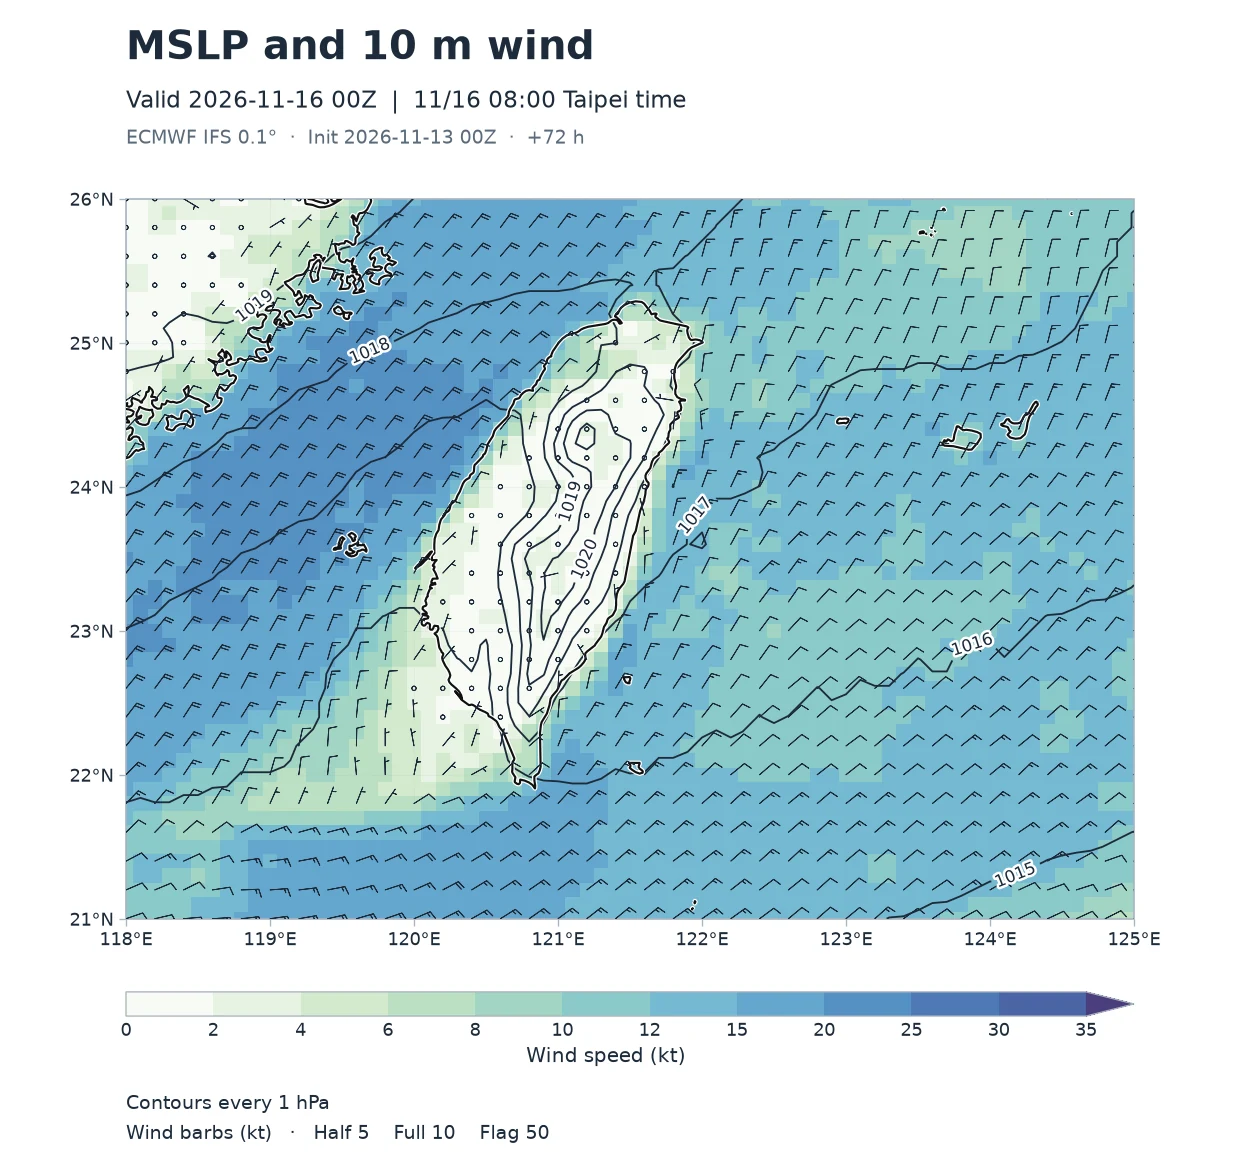 MSLP and 10 m wind
Valid 2026-11-16 00Z | 11/16 08:00 Taipei time
ECMWF IFS 0.1° · Init 2026-11-13 00Z · +72 h
26°N
25°N
24°N
23°N
22°N
21°N
1019
1018
1019
1020
1017
1016
1015
118°E 119°E 120°E 121°E 122°E 123°E 124°E 125°E
0 2 4 6 8 10 12 15 20 25 30 35
Wind speed (kt)
Contours every 1 hPa
Wind barbs (kt) · Half 5 Full 10 Flag 50